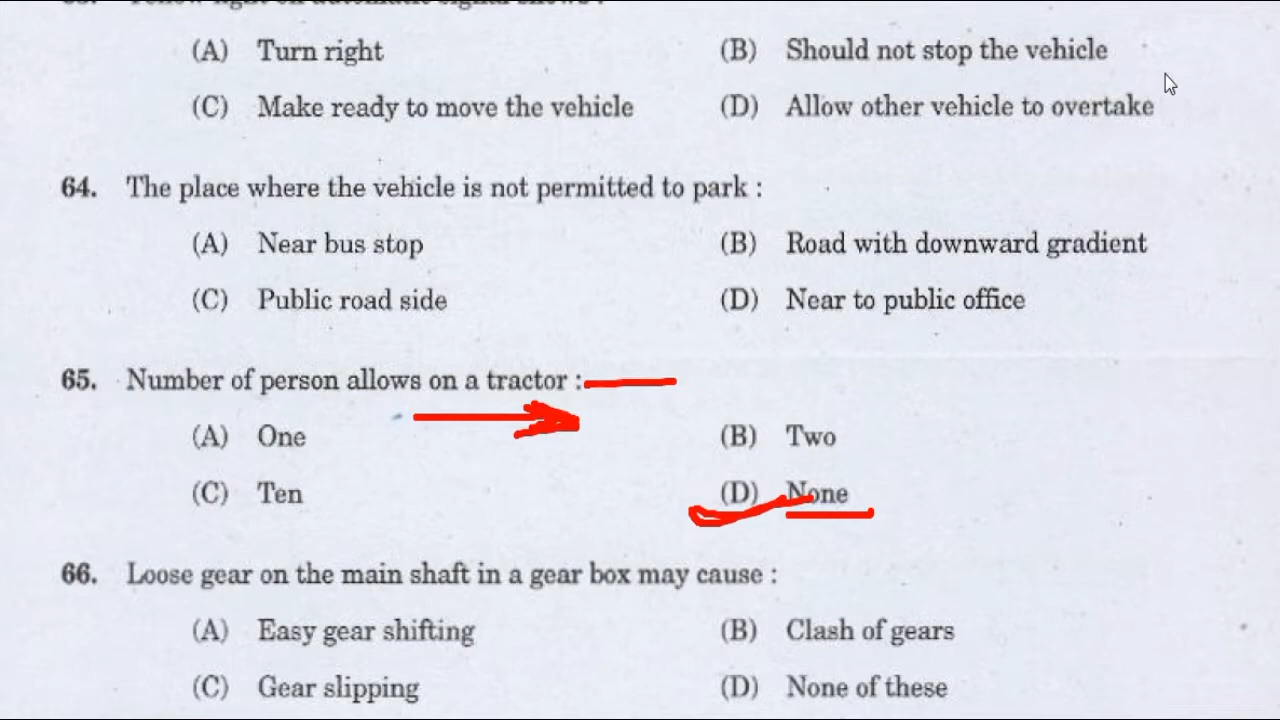 (A) Turn right (B) Should not stop the vehicle
(C) Make ready to move the vehicle (D) Allow other vehicle to overtake
64. The place where the vehicle is not permitted to park :
(A) Near bus stop (B) Road with downward gradient
(C) Public road side (D) Near to public office
65. Number of person allows on a tractor :
(A) One (B) Two
(C) Ten (D) None
66. Loose gear on the main shaft in a gear box may cause :
(A) Easy gear shifting (B) Clash of gears
(C) Gear slipping (D) None of these